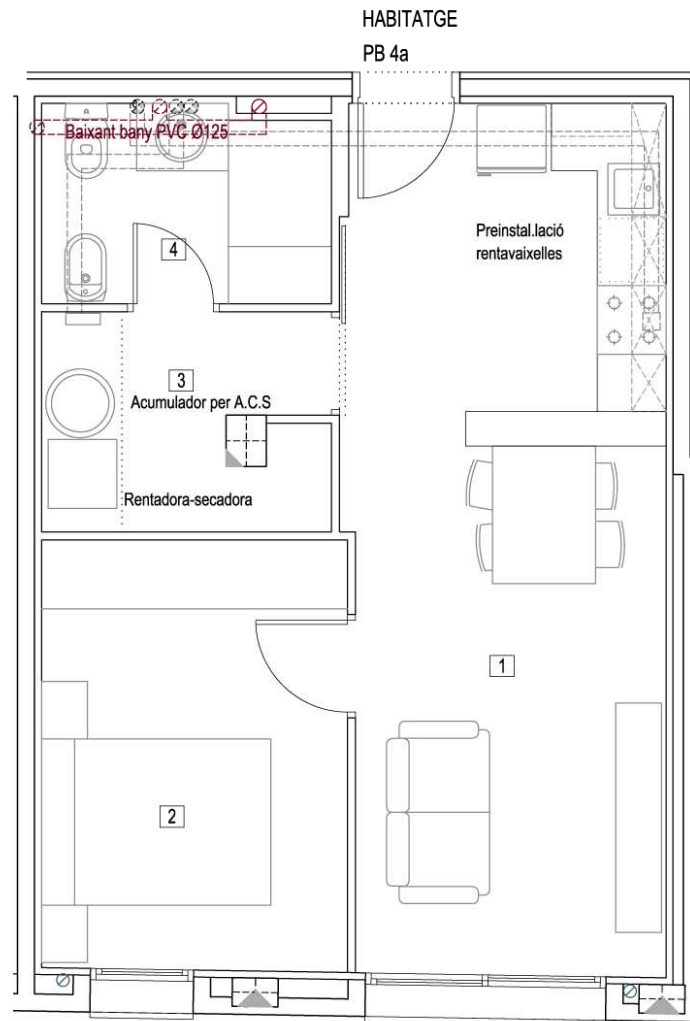 HABITATGE
PB 4a
Baixant bany PVC Ø125
Preinstal.lació
rentavaixelles
4
3
Acumulador per A.C.S
Rentadora-secadora
1
2